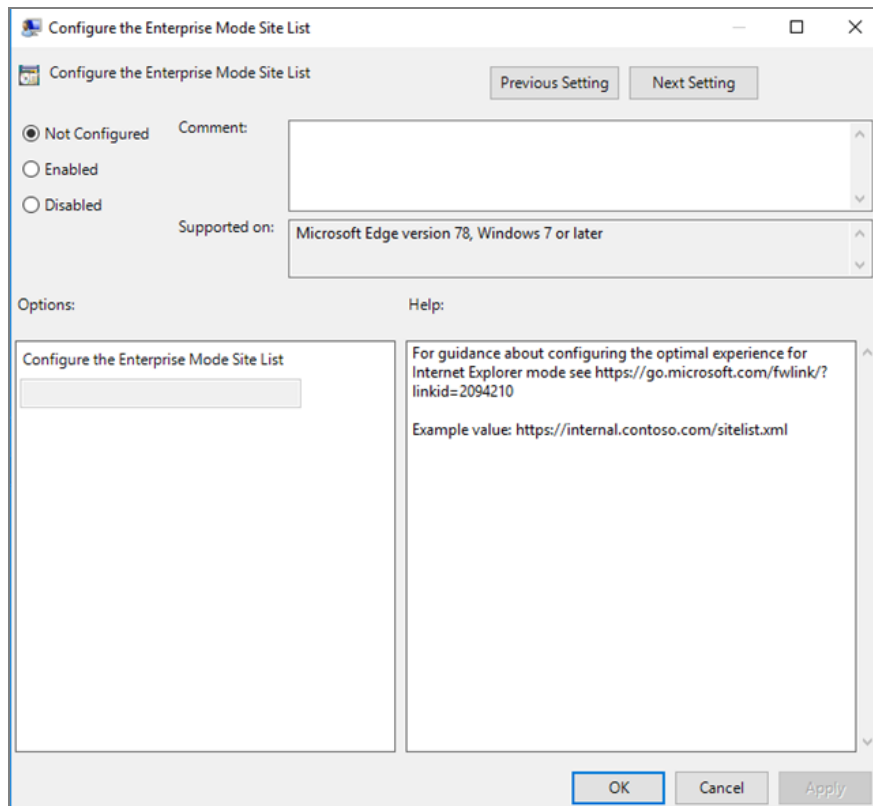 Configure the Enterprise Mode Site List
Configure the Enterprise Mode Site List
Previous Setting
Next Setting
Not Configured
Comment:
Enabled
Disabled
Supported on:
Microsoft Edge version 78, Windows 7 or later
Options:
Help:
Configure the Enterprise Mode Site List
For guidance about configuring the optimal experience for
Internet Explorer mode see https://go.microsoft.com/fwlink/?
linkid=2094210
Example value: https://internal.contoso.com/sitelist.xml
OK
Cancel
Apply